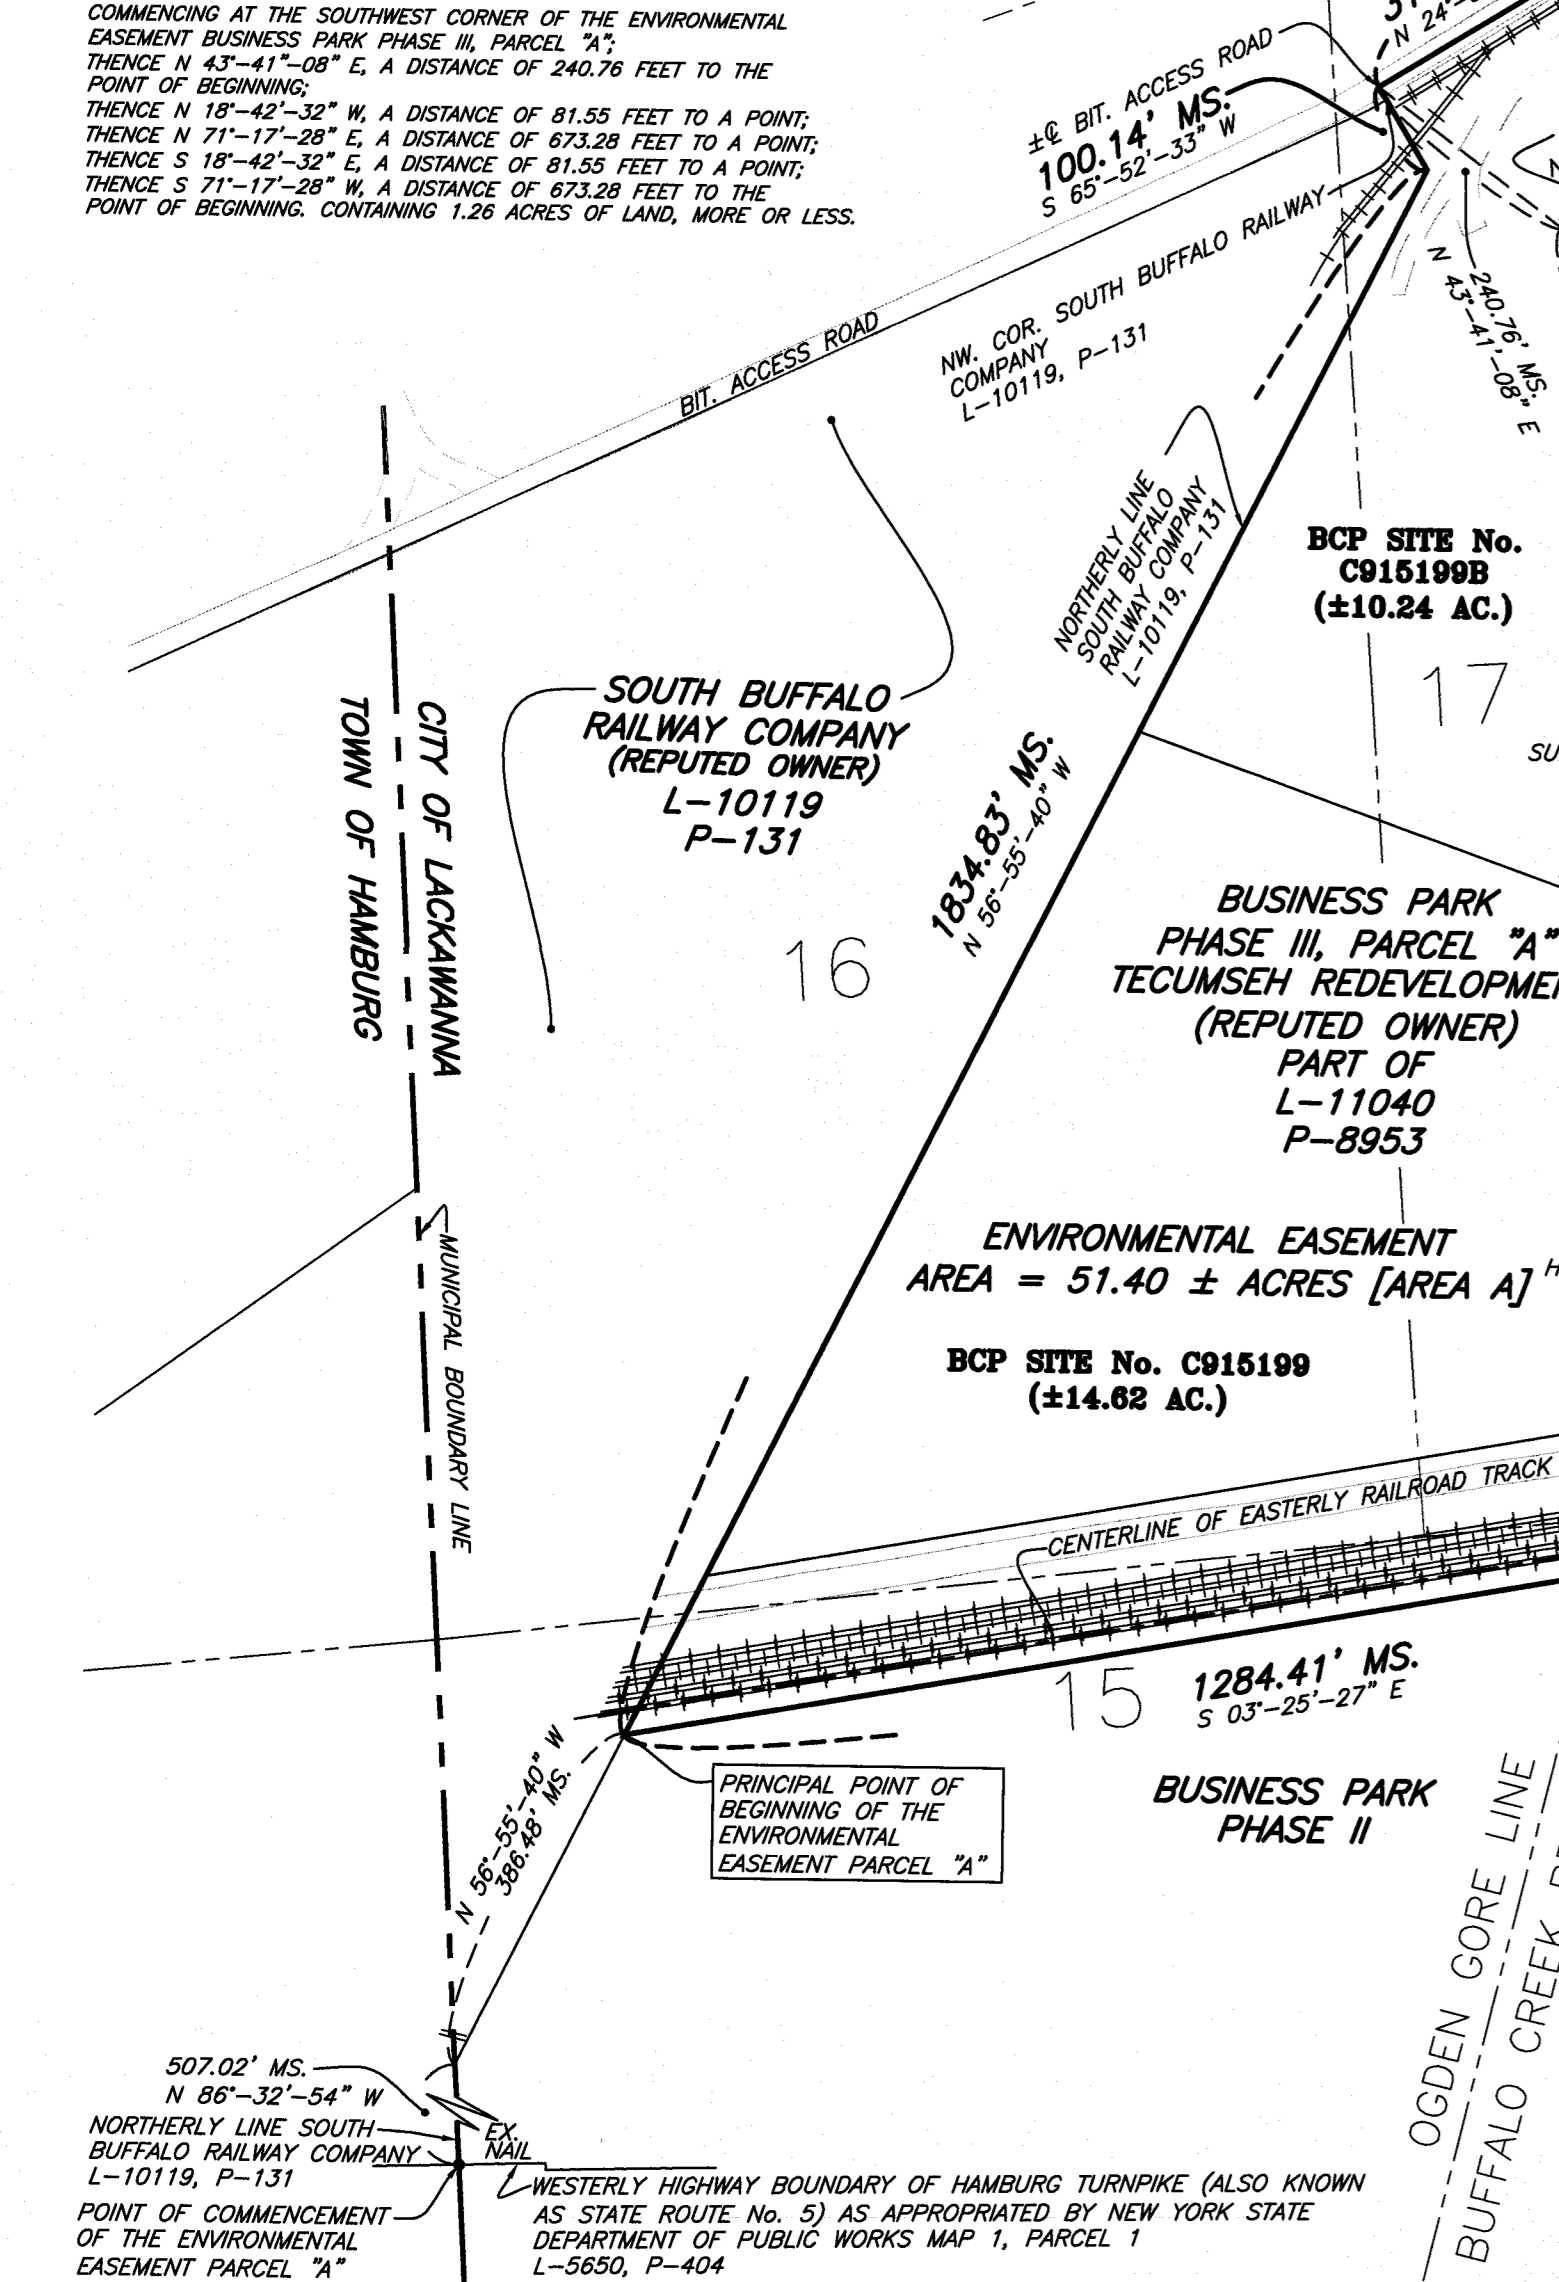 COMMENCING AT THE SOUTHWEST CORNER OF THE ENVIRONMENTAL
EASEMENT BUSINESS PARK PHASE III, PARCEL "A";
THENCE N 43°-41"-08" E, A DISTANCE OF 240.76 FEET TO THE
POINT OF BEGINNING;
THENCE N 18°-42'-32" W, A DISTANCE OF 81.55 FEET TO A POINT;
THENCE N 71°-17'-28" E, A DISTANCE OF 673.28 FEET TO A POINT;
THENCE S 18°-42'-32" E, A DISTANCE OF 81.55 FEET TO A POINT;
THENCE S 71°-17'-28" W, A DISTANCE OF 673.28 FEET TO THE
POINT OF BEGINNING. CONTAINING 1.26 ACRES OF LAND, MORE OR LESS.
N 24°
±℄ BIT. ACCESS ROAD
100.14' MS.
S 65°-52'-33" W
240.76' MS.
N 43°-41'-08" E
BIT. ACCESS ROAD
NW. COR. SOUTH BUFFALO RAILWAY
COMPANY
L-10119, P-131
NORTHERLY LINE
SOUTH BUFFALO
RAILWAY COMPANY
L-10119, P-131
BCP SITE No.
C915199B
(±10.24 AC.)
17
SOUTH BUFFALO
RAILWAY COMPANY
(REPUTED OWNER)
L-10119
P-131
CITY OF LACKAWANNA
TOWN OF HAMBURG
1834.83' MS.
N 56°-55'-40" W
16
BUSINESS PARK
PHASE III, PARCEL "A"
TECUMSEH REDEVELOPME
(REPUTED OWNER)
PART OF
L-11040
P-8953
ENVIRONMENTAL EASEMENT
AREA = 51.40 ± ACRES [AREA A]
BCP SITE No. C915199
(±14.62 AC.)
MUNICIPAL BOUNDARY LINE
CENTERLINE OF EASTERLY RAILROAD TRACK
15
1284.41' MS.
S 03°-25'-27" E
PRINCIPAL POINT OF
BEGINNING OF THE
ENVIRONMENTAL
EASEMENT PARCEL "A"
BUSINESS PARK
PHASE II
N 56°-55'-40" W
386.48' MS.
OGDEN GORE LINE
BUFFALO CREEK
507.02' MS.
N 86°-32'-54" W
NORTHERLY LINE SOUTH
BUFFALO RAILWAY COMPANY
L-10119, P-131
EX.
NAIL
POINT OF COMMENCEMENT
OF THE ENVIRONMENTAL
EASEMENT PARCEL "A"
WESTERLY HIGHWAY BOUNDARY OF HAMBURG TURNPIKE (ALSO KNOWN
AS STATE ROUTE No. 5) AS APPROPRIATED BY NEW YORK STATE
DEPARTMENT OF PUBLIC WORKS MAP 1, PARCEL 1
L-5650, P-404